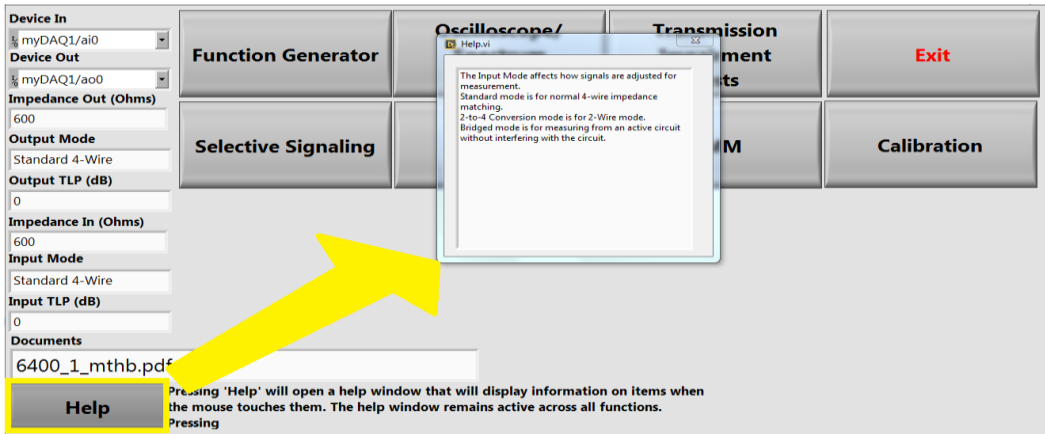 Device In
myDAQ1/ai0
Device Out
myDAQ1/ao0
Impedance Out (Ohms)
600
Output Mode
Standard 4-Wire
Output TLP (dB)
0
Impedance In (Ohms)
600
Input Mode
Standard 4-Wire
Input TLP (dB)
0
Documents
6400_1_mthb.pdf
Help
Function Generator
Oscilloscope/
Transmission
Exit
Selective Signaling
Calibration
Help.vi
The Input Mode affects how signals are adjusted for
measurement.
Standard mode is for normal 4-wire impedance
matching.
2-to-4 Conversion mode is for 2-Wire mode.
Bridged mode is for measuring from an active circuit
without interfering with the circuit.
Pressing 'Help' will open a help window that will display information on items when
the mouse touches them. The help window remains active across all functions.
Pressing